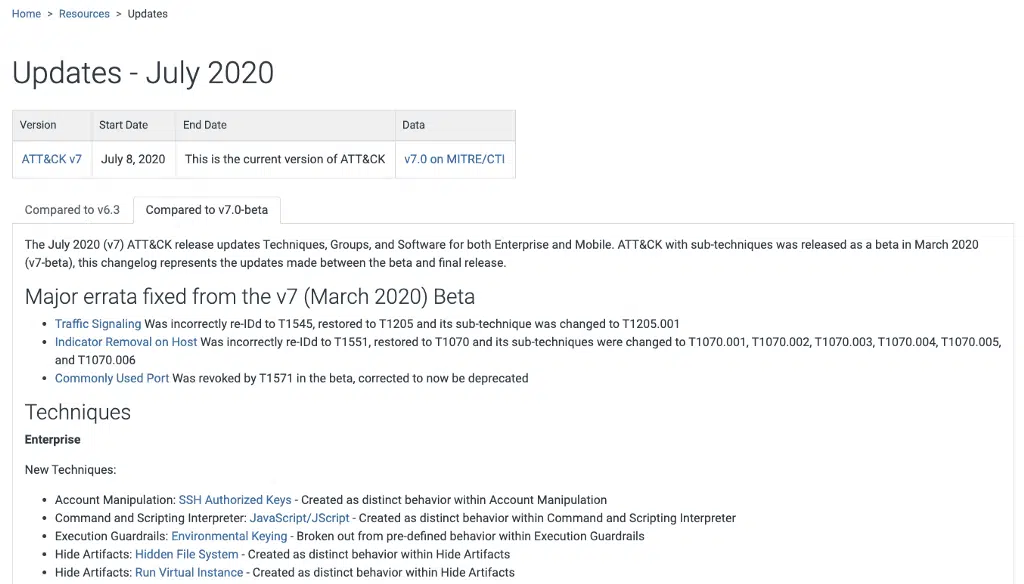 Home > Resources > Updates
Updates - July 2020
Version Start Date End Date Data
ATT&CK v7 July 8, 2020 This is the current version of ATT&CK v7.0 on MITRE/CTI
Compared to v6.3 Compared to v7.0-beta
The July 2020 (v7) ATT&CK release updates Techniques, Groups, and Software for both Enterprise and Mobile. ATT&CK with sub-techniques was released as a beta in March 2020
(v7-beta), this changelog represents the updates made between the beta and final release.
Major errata fixed from the v7 (March 2020) Beta
• Traffic Signaling Was incorrectly re-IDd to T1545, restored to T1205 and its sub-technique was changed to T1205.001
• Indicator Removal on Host Was incorrectly re-IDd to T1551, restored to T1070 and its sub-techniques were changed to T1070.001, T1070.002, T1070.003, T1070.004, T1070.005,
and T1070.006
• Commonly Used Port Was revoked by T1571 in the beta, corrected to now be deprecated
Techniques
Enterprise
New Techniques:
• Account Manipulation: SSH Authorized Keys - Created as distinct behavior within Account Manipulation
• Command and Scripting Interpreter: JavaScript/JScript - Created as distinct behavior within Command and Scripting Interpreter
• Execution Guardrails: Environmental Keying - Broken out from pre-defined behavior within Execution Guardrails
• Hide Artifacts: Hidden File System - Created as distinct behavior within Hide Artifacts
• Hide Artifacts: Run Virtual Instance - Created as distinct behavior within Hide Artifacts